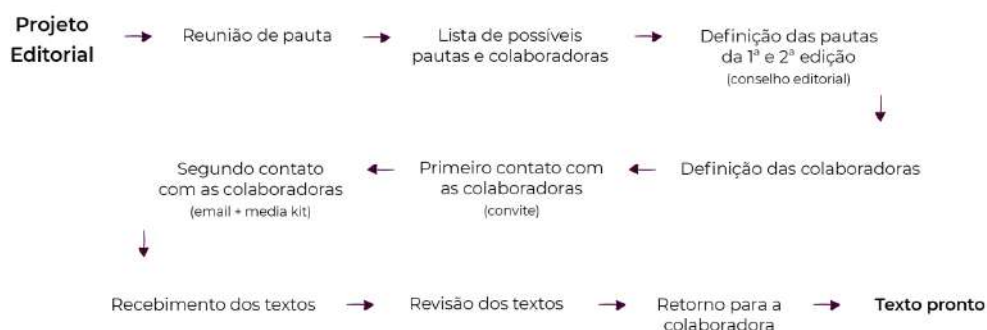 Projeto
Editorial
Reunião de pauta
Lista de possíveis
pautas e colaboradoras
Definição das pautas
da 1ª e 2ª edição
(conselho editorial)
Definição das colaboradoras
Primeiro contato com
as colaboradoras
(convite)
Segundo contato
com as colaboradoras
(email + media kit)
Recebimento dos textos
Revisão dos textos
Retorno para a
colaboradora
Texto pronto